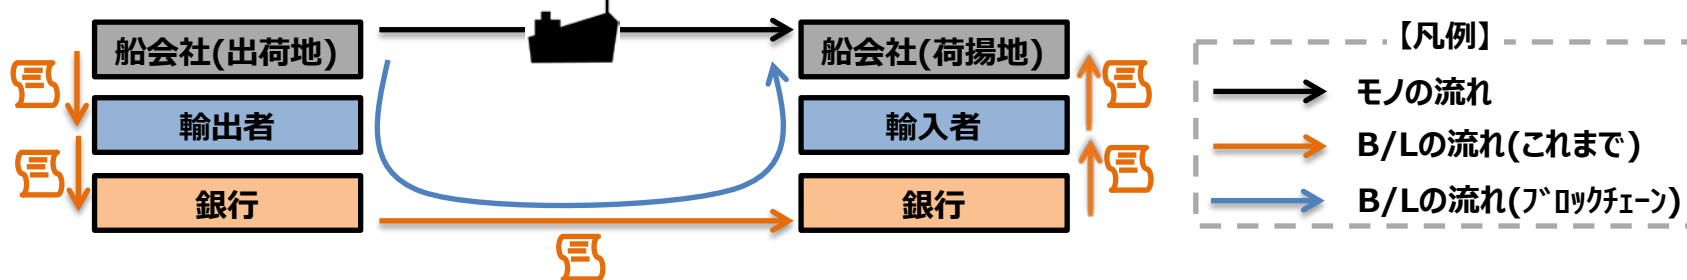 船会社(出荷地)
輸出者
銀行
船会社(荷揚地)
輸入者
銀行
【凡例】
モノの流れ
B/Lの流れ(これまで)
B/Lの流れ(ﾌﾞﾛｯｸﾁｪｰﾝ)